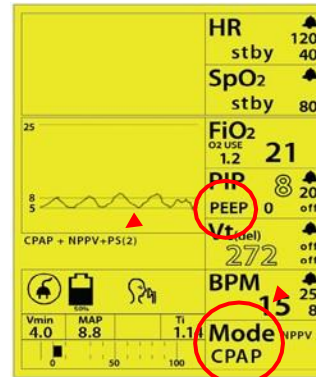 HR 120
stby 40
SpO2
stby 80
25
FiO2
O2 USE
1.2 21
PIP 8 20
8
5
PEEP 0 off
CPAP + NPPV+PS(2)
Vt(del) off
272 off
BPM 25
15 8
50%
Vmin MAP Ti
4.0 8.8 1.14
Mode NPPV
CPAP
0 50 100